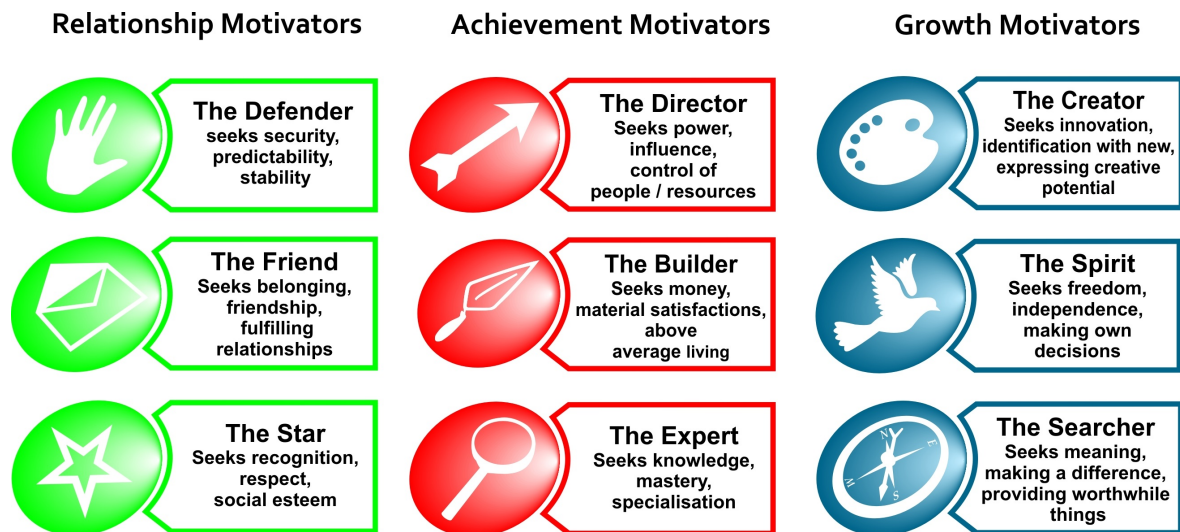 Relationship Motivators
The Defender
seeks security,
predictability,
stability
The Friend
Seeks belonging,
friendship,
fulfilling
relationships
The Star
Seeks recognition,
respect,
social esteem
Achievement Motivators
The Director
Seeks power,
influence,
control of
people / resources
The Builder
Seeks money,
material satisfactions,
above
average living
The Expert
Seeks knowledge,
mastery,
specialisation
Growth Motivators
The Creator
Seeks innovation,
identification with new,
expressing creative
potential
The Spirit
Seeks freedom,
independence,
making own
decisions
N
E
S
W
The Searcher
Seeks meaning,
making a difference,
providing worthwhile
things